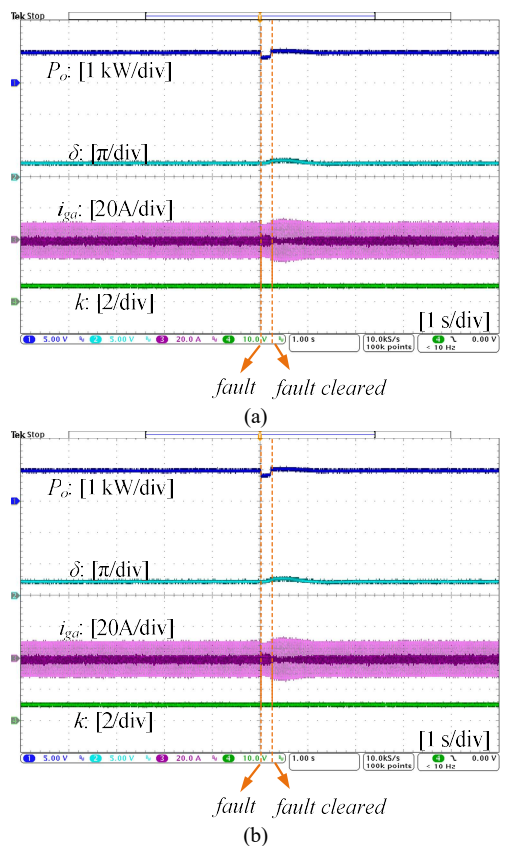 Tek Stop
Po: [1 kW/div]
δ: [π/div]
iga: [20A/div]
k: [2/div]
[1 s/div]
1 5.00 V 2 5.00 V 3 20.0 A 4 10.0 V 1.00 s 10.0kS/s 100k points 4 0.00 V < 10 Hz
fault fault cleared
(a)
Tek Stop
Po: [1 kW/div]
δ: [π/div]
iga: [20A/div]
k: [2/div]
[1 s/div]
1 5.00 V 2 5.00 V 3 20.0 A 4 10.0 V 1.00 s 10.0kS/s 100k points 4 0.00 V < 10 Hz
fault fault cleared
(b)